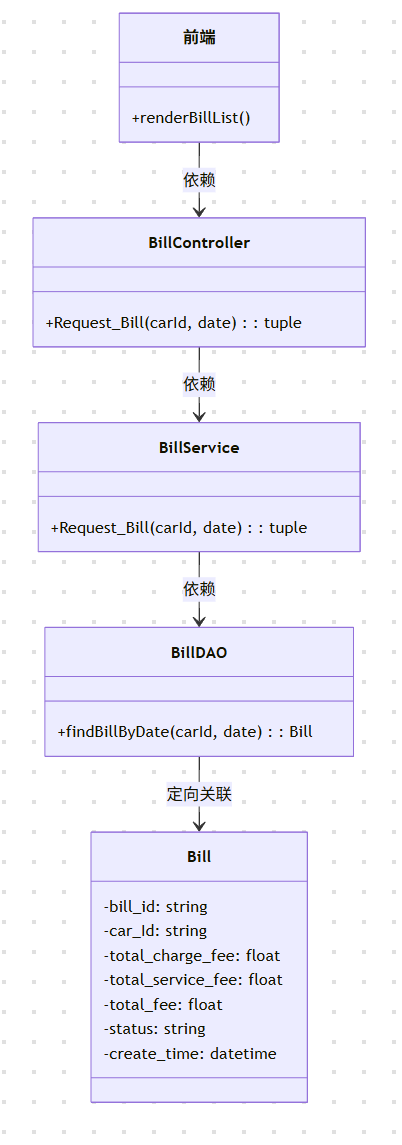 前端
+renderBillList()
依赖
BillController
+Request_Bill(carId, date) : : tuple
依赖
BillService
+Request_Bill(carId, date) : : tuple
依赖
BillDAO
+findBillByDate(carId, date) : : Bill
定向关联
Bill
-bill_id: string
-car_Id: string
-total_charge_fee: float
-total_service_fee: float
-total_fee: float
-status: string
-create_time: datetime